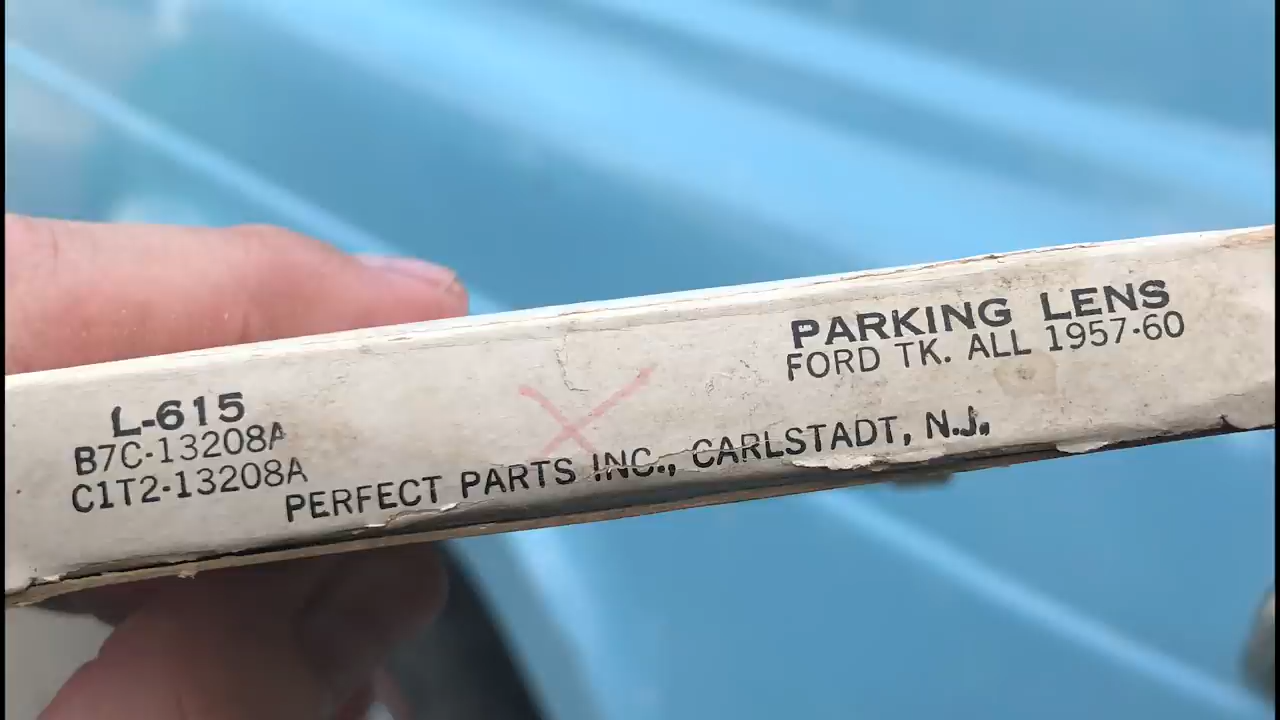 L-615
B7C-13208A
C1T2-13208A
PARKING LENS
FORD TK. ALL 1957-60
PERFECT PARTS INC., CARLSTADT, N.J.